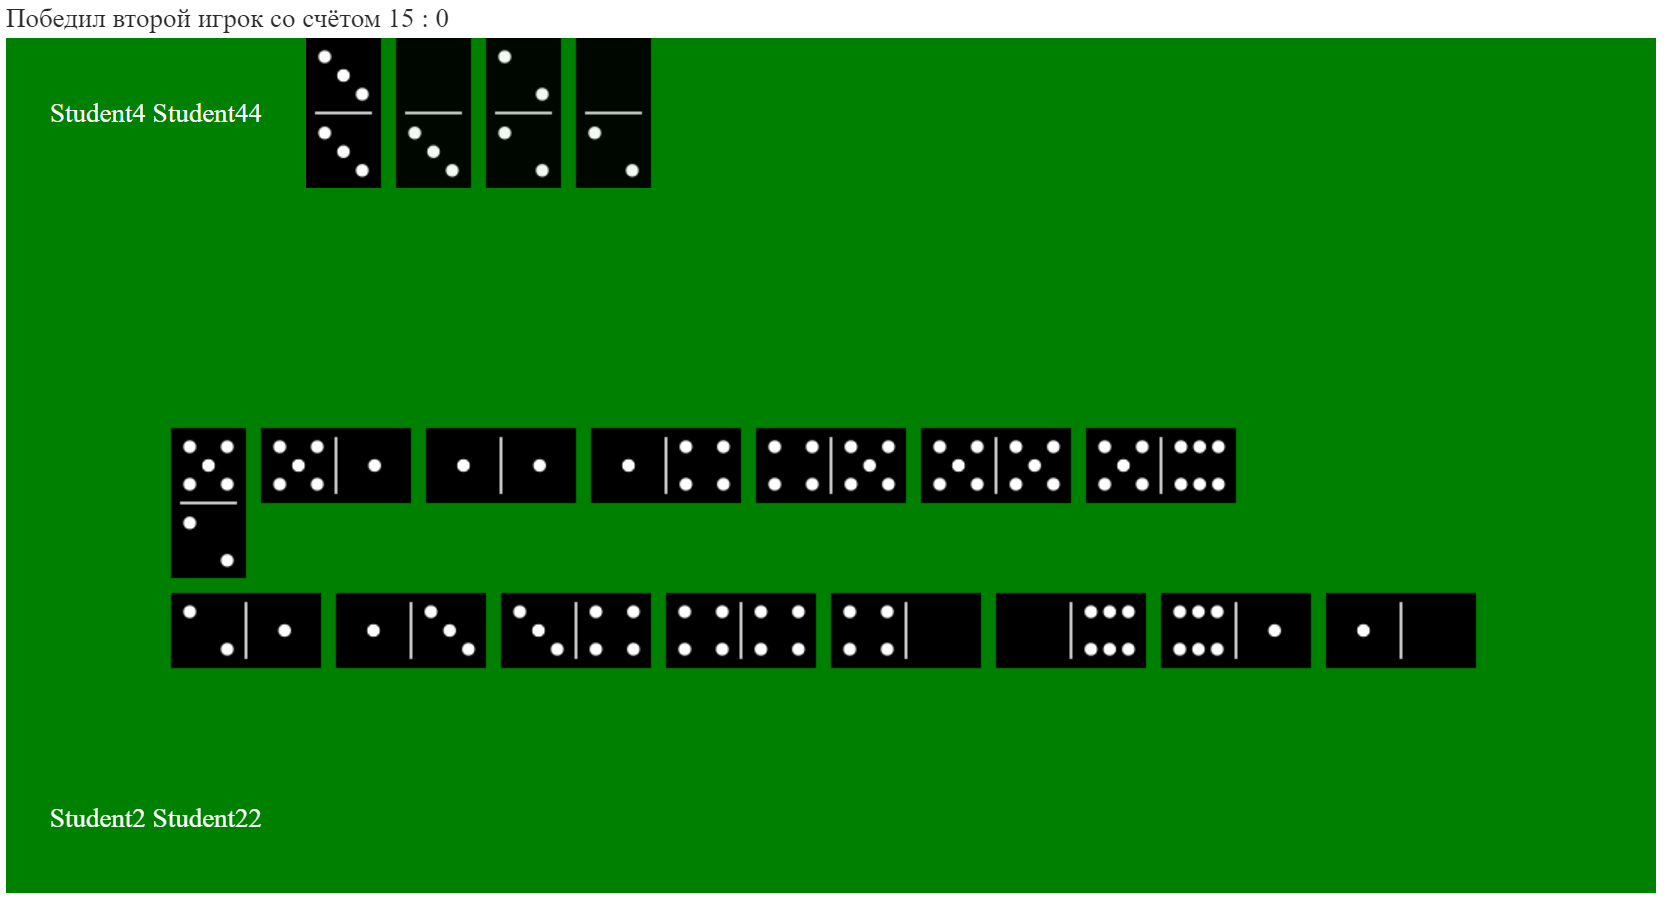 Победил второй игрок со счётом 15 : 0
Student4 Student44
Student2 Student22